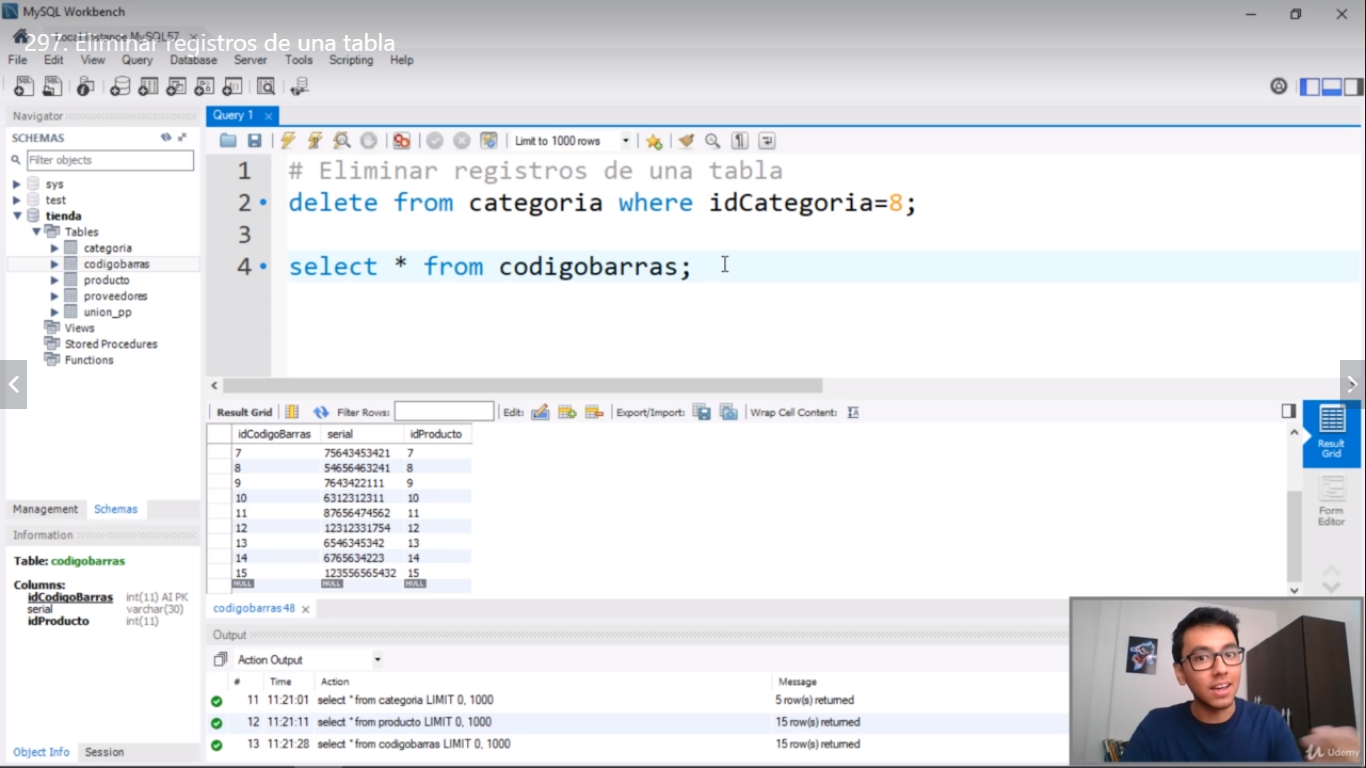 MySQL Workbench
Local instance MySQL57 ×
297. Eliminar registros de una tabla
File Edit View Query Database Server Tools Scripting Help
Navigator
SCHEMAS
Filter objects
sys
test
tienda
Tables
categoria
codigobarras
producto
proveedores
union_pp
Views
Stored Procedures
Functions
Management Schemas
Information
Table: codigobarras
Columns:
idCodigoBarras int(11) AI PK
serial varchar(30)
idProducto int(11)
Object Info Session
Query 1 ×
Limit to 1000 rows
1 # Eliminar registros de una tabla
2 delete from categoria where idCategoria=8;
3
4 select * from codigobarras;
Result Grid Filter Rows: Edit: Export/Import: Wrap Cell Content:
idCodigoBarras serial idProducto
7 75643453421 7
8 54656463241 8
9 7643422111 9
10 6312312311 10
11 87656474562 11
12 12312331754 12
13 6546345342 13
14 6765634223 14
15 123556565432 15
NULL NULL NULL
Result
Grid
Form
Editor
codigobarras48 ×
Output
Action Output
# Time Action Message
11 11:21:01 select * from categoria LIMIT 0, 1000 5 row(s) returned
12 11:21:11 select * from producto LIMIT 0, 1000 15 row(s) returned
13 11:21:28 select * from codigobarras LIMIT 0, 1000 15 row(s) returned
Udemy